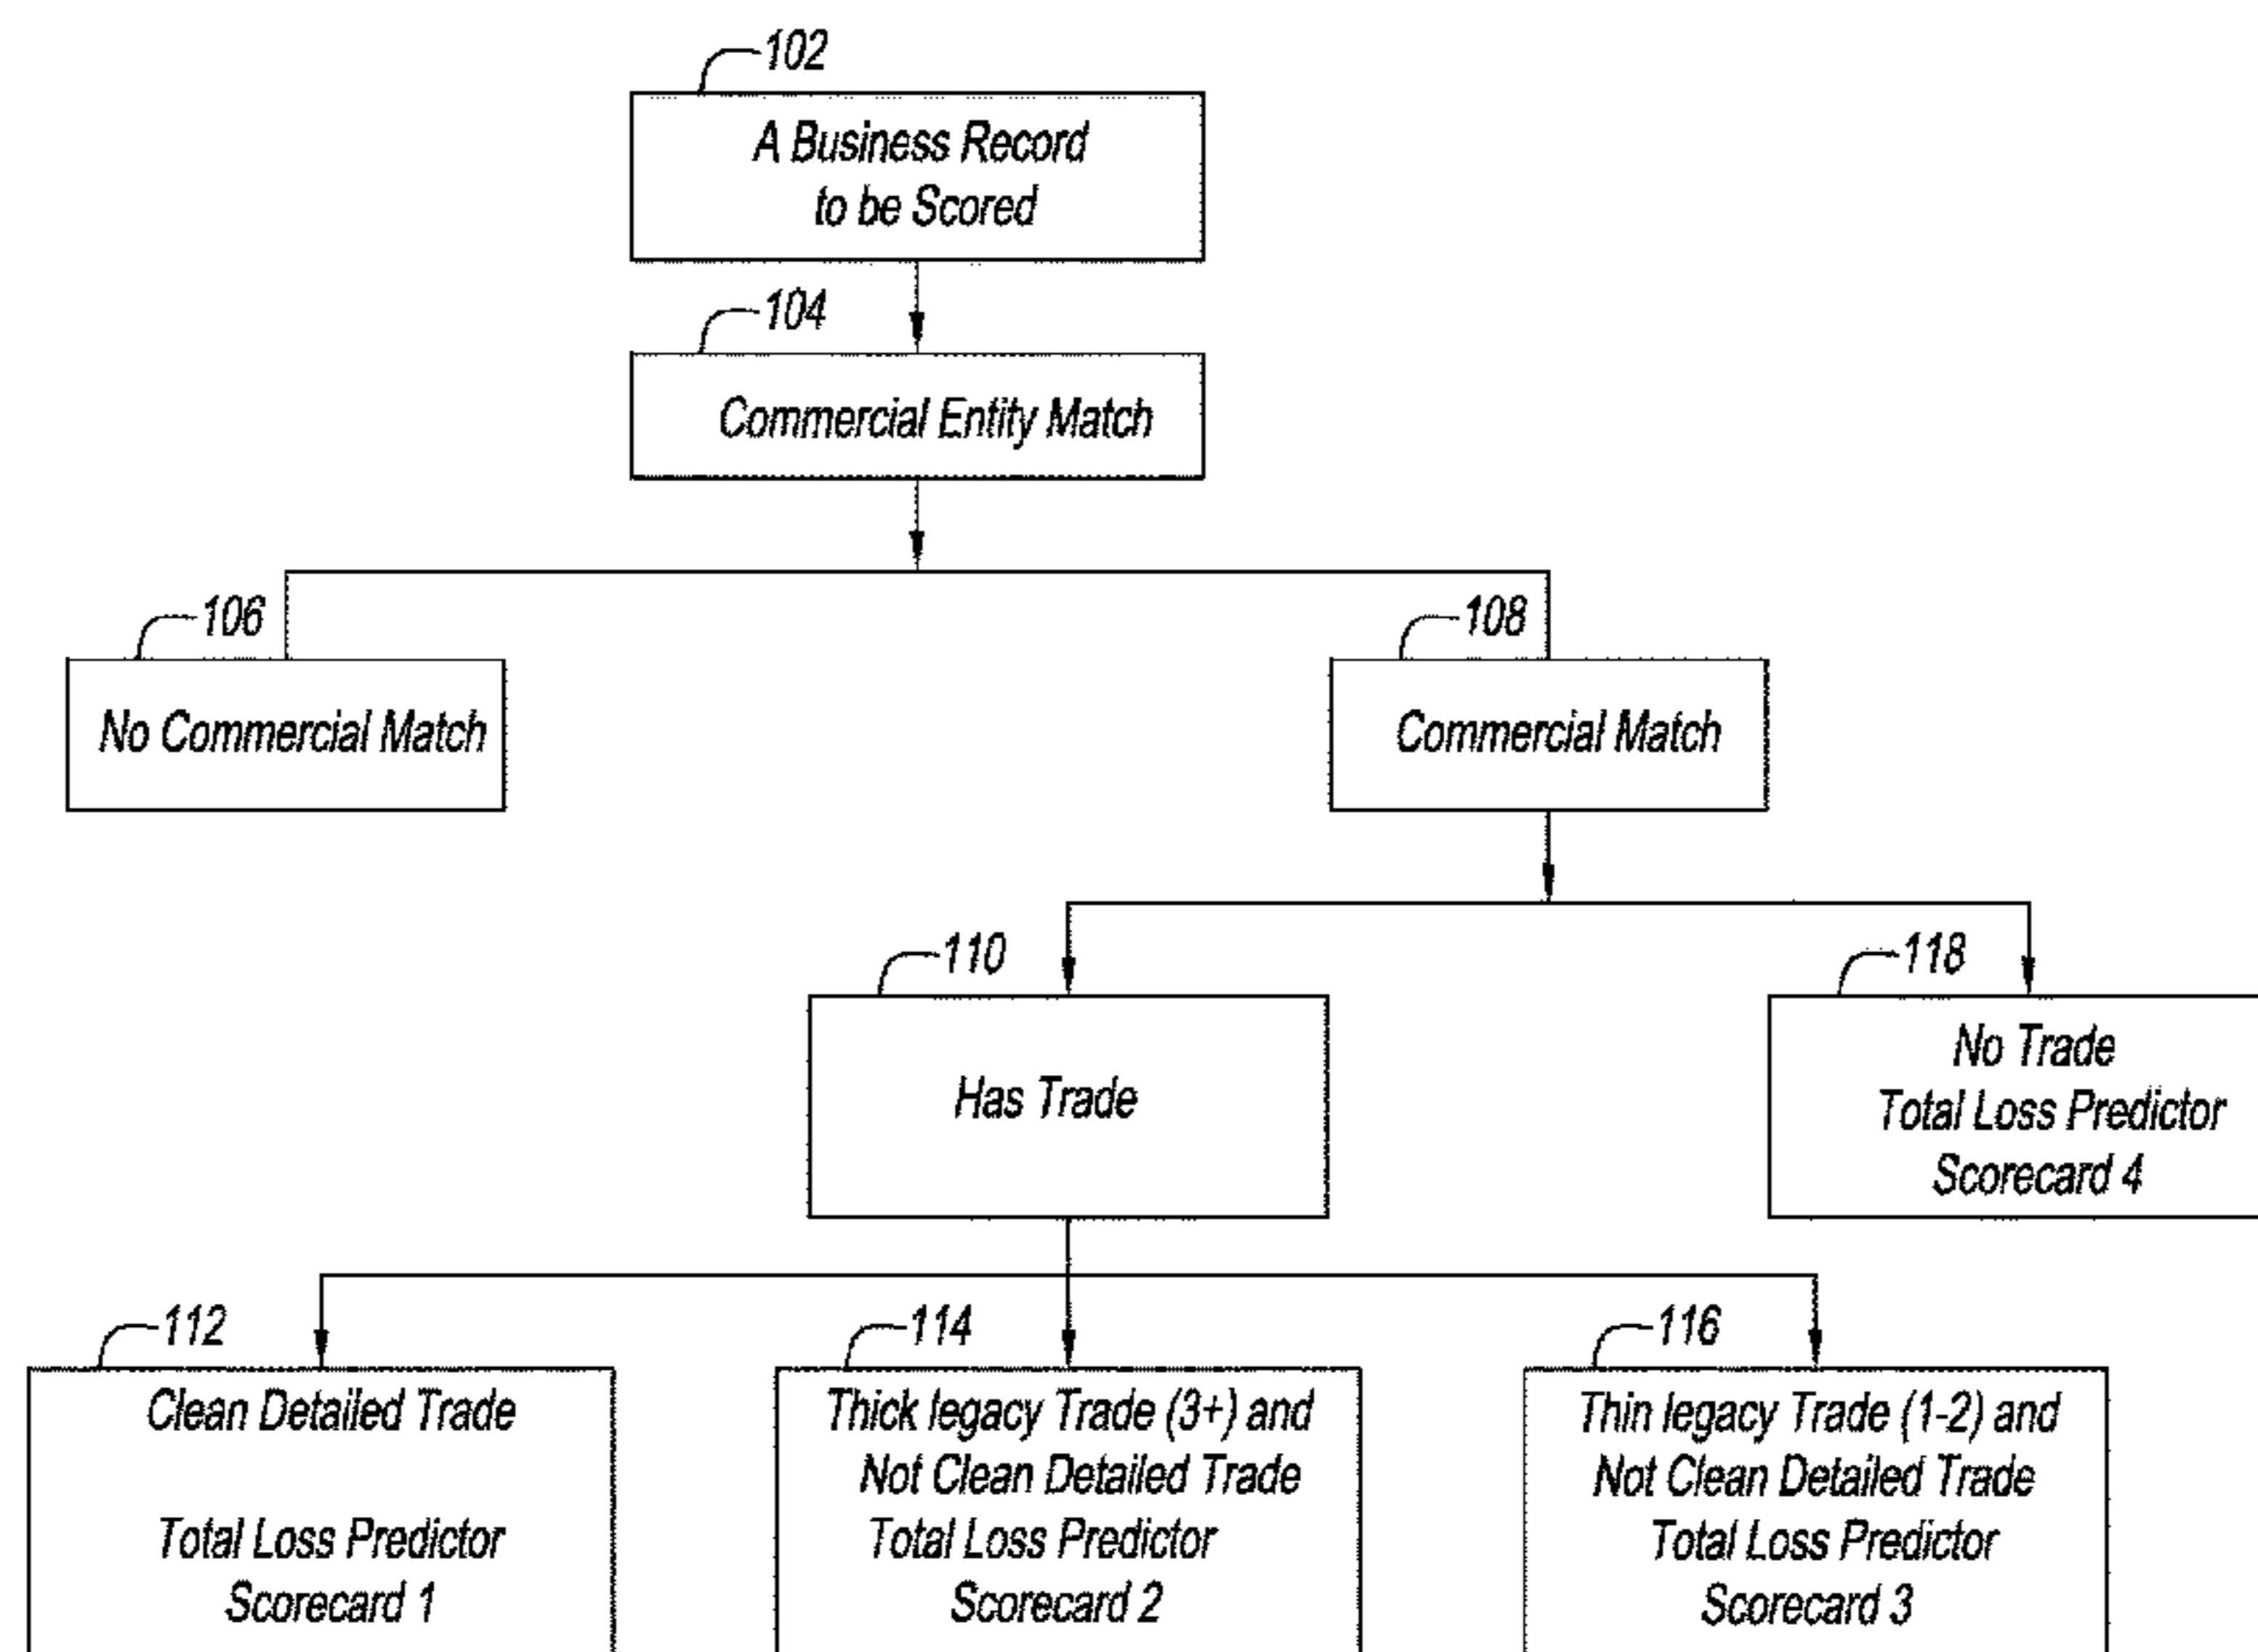 102
A Business Record
to be Scored
104
Commercial Entity Match
106
No Commercial Match
108
Commercial Match
110
Has Trade
118
No Trade
Total Loss Predictor
Scorecard 4
112
Clean Detailed Trade
Total Loss Predictor
Scorecard 1
114
Thick legacy Trade (3+) and
Not Clean Detailed Trade
Total Loss Predictor
Scorecard 2
116
Thin legacy Trade (1-2) and
Not Clean Detailed Trade
Total Loss Predictor
Scorecard 3